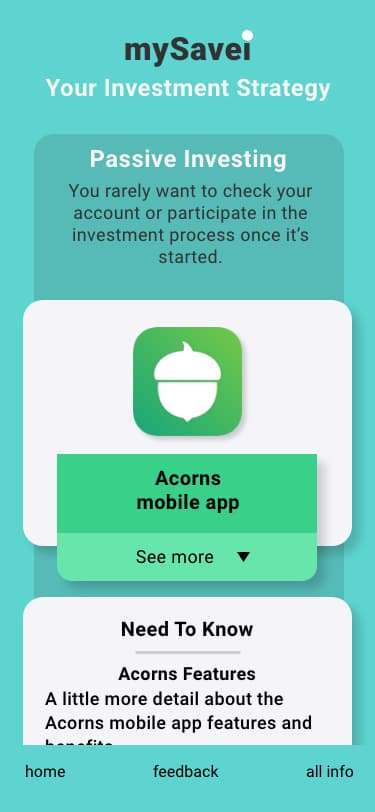 mySavei
Your Investment Strategy
Passive Investing
You rarely want to check your
account or participate in the
investment process once it's
started.
Acorns
mobile app
See more
Need To Know
Acorns Features
A little more detail about the
Acorns mobile app features and
benefits
home feedback all info